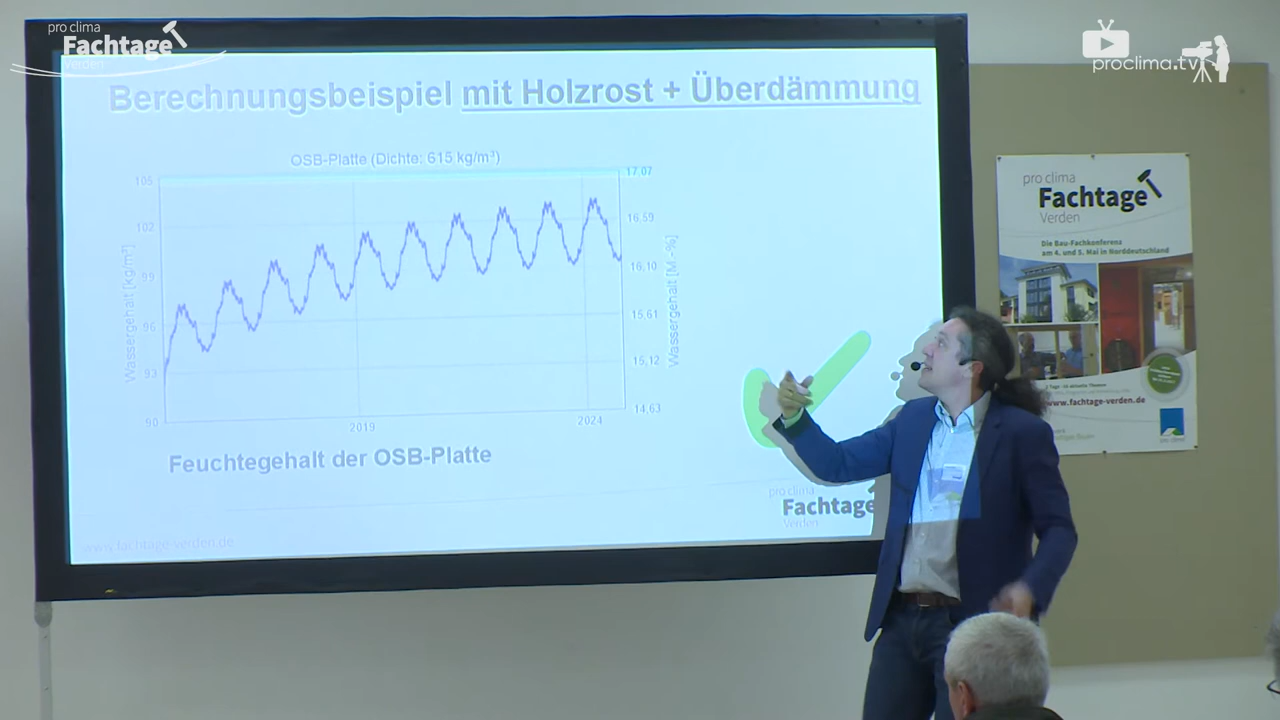 pro clima
Fachtage
Verden
proclima.tv
Berechnungsbeispiel mit Holzrost + Überdämmung
OSB-Platte (Dichte: 615 kg/m³)
105
102
99
96
93
90
Wassergehalt [kg/m³]
17,07
16,59
16,10
15,61
15,12
14,63
Wassergehalt [M.-%]
2019
2024
Feuchtegehalt der OSB-Platte
www.fachtage-verden.de
pro clima
Fachtage
Verden
pro clima
Fachtage
Verden
Die Bau-Fachkonferenz
am 4. und 5. Mai in Norddeutschland
www.fachtage-verden.de
pro clima